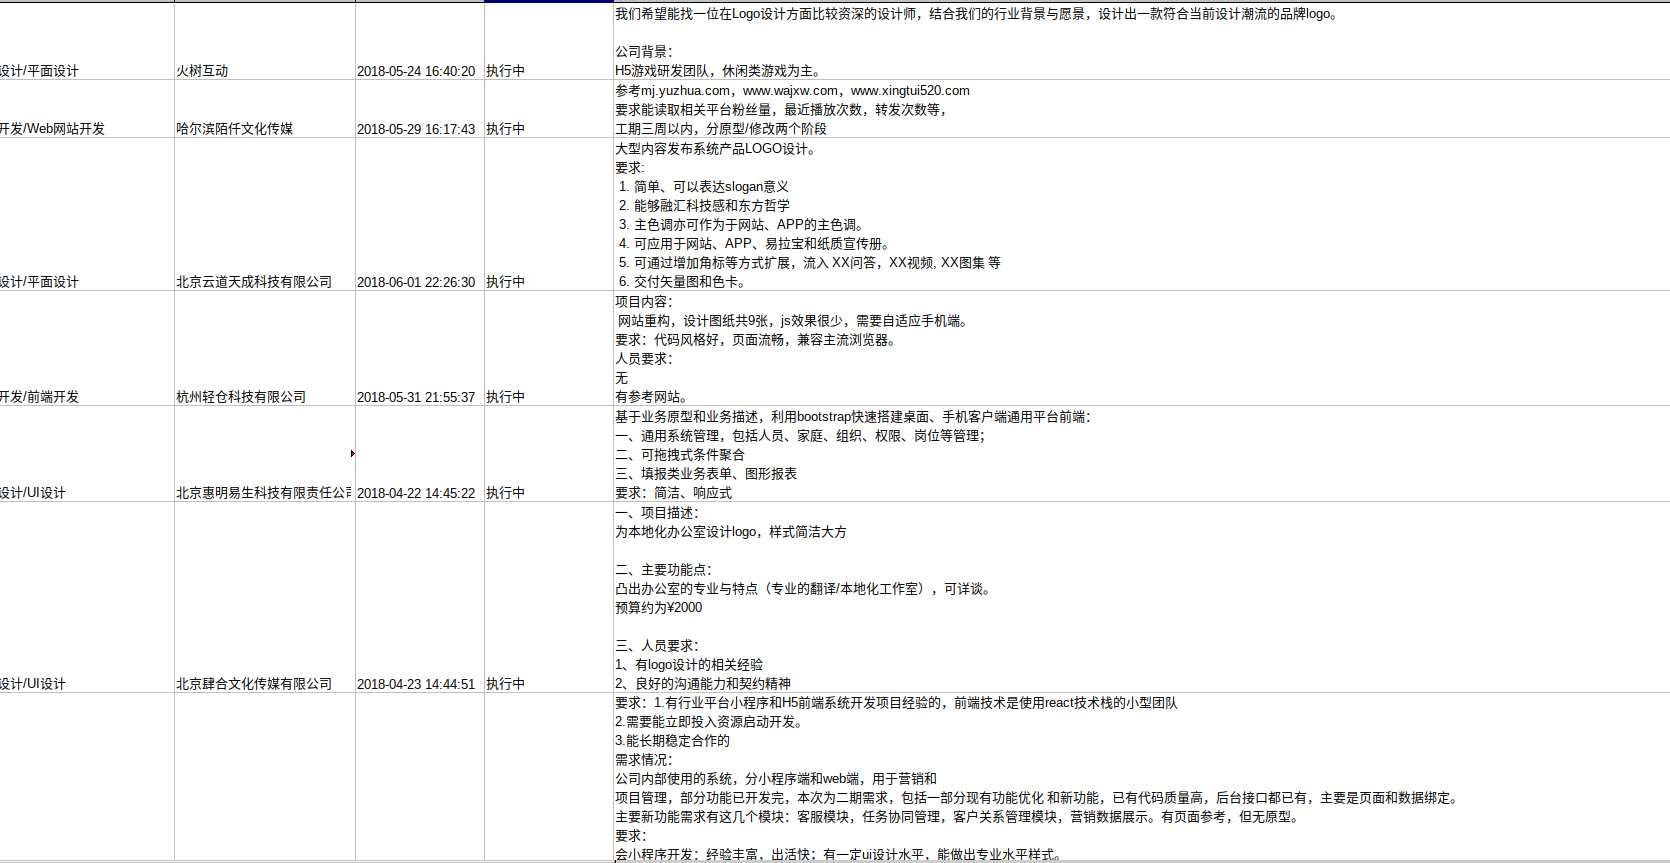 我们希望能找一位在Logo设计方面比较资深的设计师，结合我们的行业背景与愿景，设计出一款符合当前设计潮流的品牌logo。
公司背景：
设计/平面设计 火树互动 2018-05-24 16:40:20 执行中 H5游戏研发团队，休闲类游戏为主。
参考mj.yuzhua.com，www.wajxw.com，www.xingtui520.com
要求能读取相关平台粉丝量，最近播放次数，转发次数等，
开发/Web网站开发 哈尔滨陌仟文化传媒 2018-05-29 16:17:43 执行中 工期三周以内，分原型/修改两个阶段
大型内容发布系统产品LOGO设计。
要求:
1. 简单、可以表达slogan意义
2. 能够融汇科技感和东方哲学
3. 主色调亦可作为于网站、APP的主色调。
4. 可应用于网站、APP、易拉宝和纸质宣传册。
5. 可通过增加角标等方式扩展，流入 XX问答，XX视频, XX图集 等
设计/平面设计 北京云道天成科技有限公司 2018-06-01 22:26:30 执行中 6. 交付矢量图和色卡。
项目内容：
网站重构，设计图纸共9张，js效果很少，需要自适应手机端。
要求：代码风格好，页面流畅，兼容主流浏览器。
人员要求：
无
开发/前端开发 杭州轻仓科技有限公司 2018-05-31 21:55:37 执行中 有参考网站。
基于业务原型和业务描述，利用bootstrap快速搭建桌面、手机客户端通用平台前端：
一、通用系统管理，包括人员、家庭、组织、权限、岗位等管理；
二、可拖拽式条件聚合
三、填报类业务表单、图形报表
设计/UI设计 北京惠明易生科技有限责任公司 2018-04-22 14:45:22 执行中 要求：简洁、响应式
一、项目描述：
为本地化办公室设计logo，样式简洁大方
二、主要功能点：
凸出办公室的专业与特点（专业的翻译/本地化工作室），可详谈。
预算约为¥2000
三、人员要求：
1、有logo设计的相关经验
设计/UI设计 北京肆合文化传媒有限公司 2018-04-23 14:44:51 执行中 2、良好的沟通能力和契约精神
要求：1.有行业平台小程序和H5前端系统开发项目经验的，前端技术是使用react技术栈的小型团队
2.需要能立即投入资源启动开发。
3.能长期稳定合作的
需求情况：
公司内部使用的系统，分小程序端和web端，用于营销和
项目管理，部分功能已开发完，本次为二期需求，包括一部分现有功能优化 和新功能，已有代码质量高，后台接口都已有，主要是页面和数据绑定。
主要新功能需求有这几个模块：客服模块，任务协同管理，客户关系管理模块，营销数据展示。有页面参考，但无原型。
要求：
会小程序开发；经验丰富，出活快；有一定ui设计水平，能做出专业水平样式。